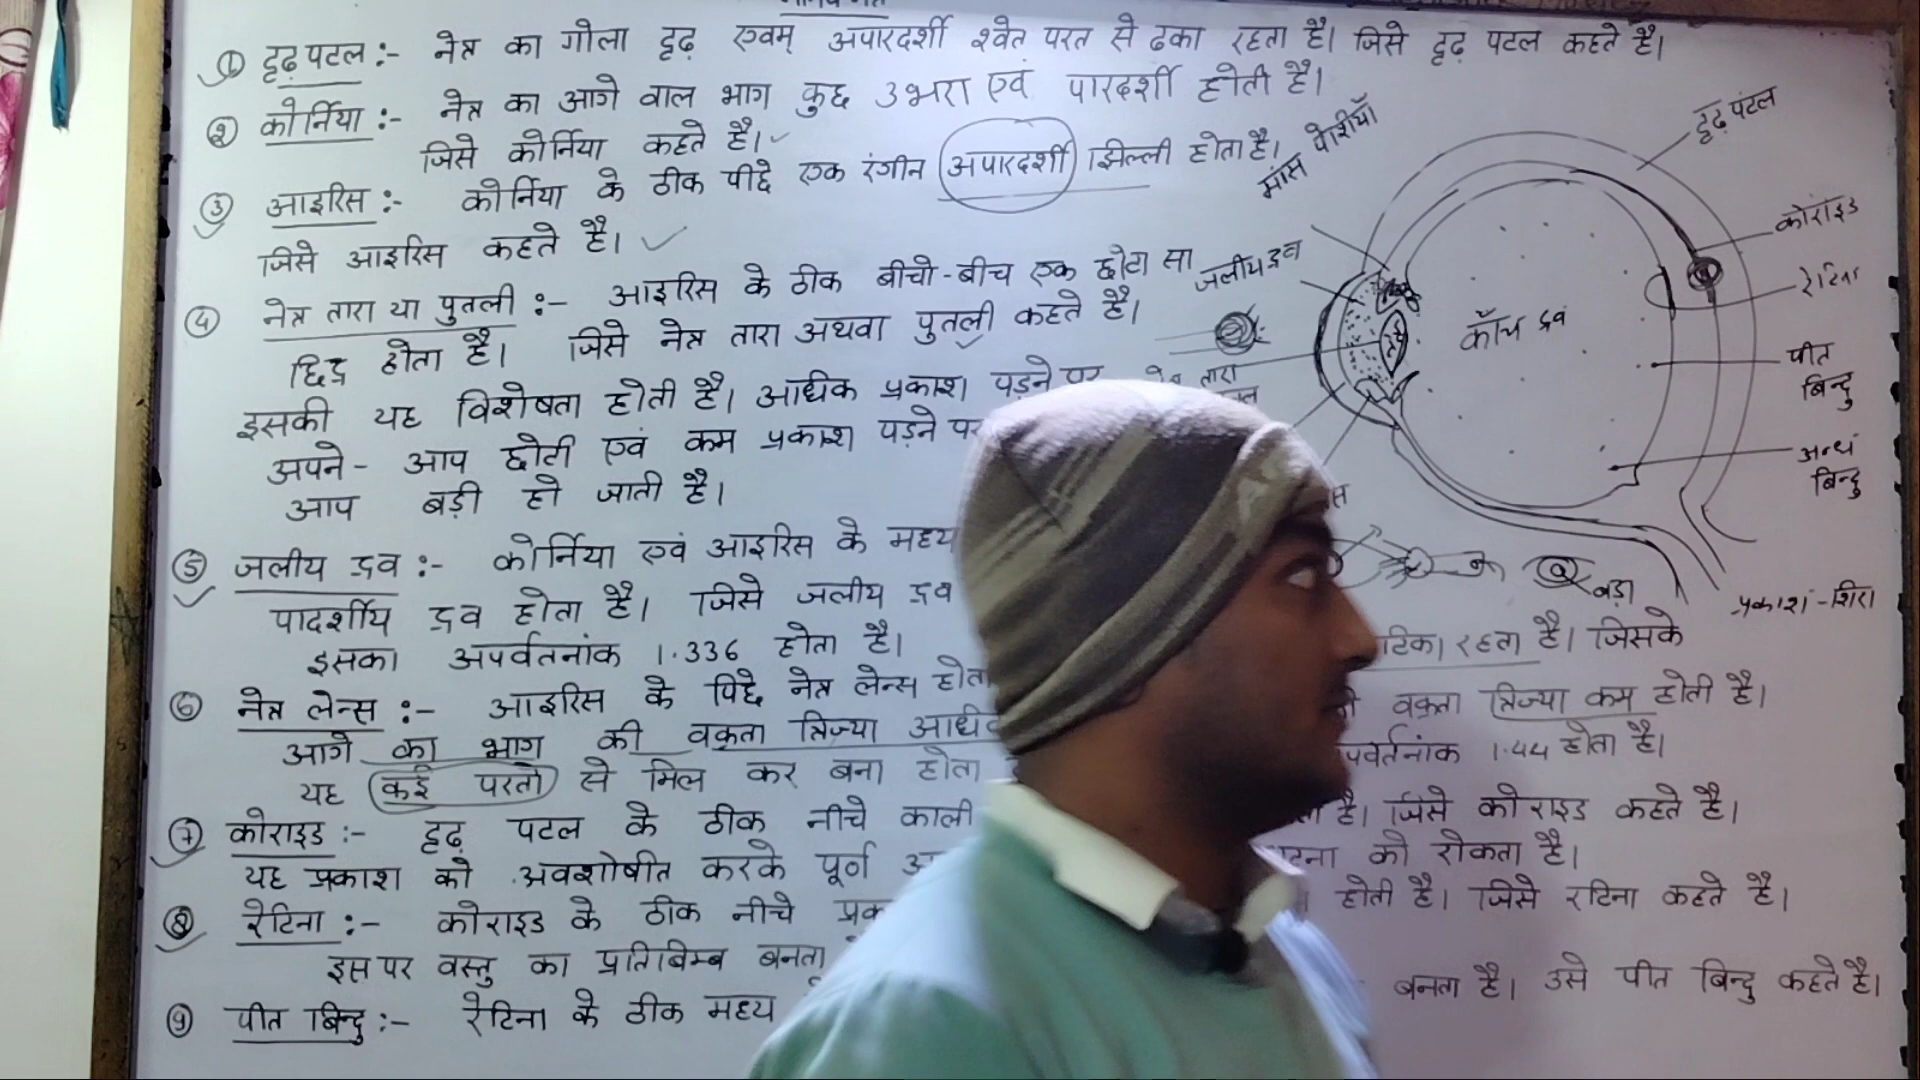 ① दृढ़ पटल :- नेत्र का गोला दृढ़ एवम् अपारदर्शी श्वेत परत से ढका रहता है। जिसे दृढ़ पटल कहते है।
② कोर्निया :- नेत्र का आगे वाल भाग कुछ उभरा एवं पारदर्शी होती है।
जिसे कोर्निया कहते है।
③ आइरिस :- कोर्निया के ठीक पीछे एक रंगीन अपारदर्शी झिल्ली होता है।
जिसे आइरिस कहते है।
④ नेत्र तारा या पुतली :- आइरिस के ठीक बीचो-बीच एक छोटा सा
छिद्र होता है। जिसे नेत्र तारा अथवा पुतली कहते है।
इसकी यह विशेषता होती है। अधिक प्रकाश पड़ने पर
अपने- आप छोटी एवं कम प्रकाश पड़ने पर
आप बड़ी हो जाती है।
⑤ जलीय द्रव :- कोर्निया एवं आइरिस के मध्य
पादर्शीय द्रव होता है। जिसे जलीय द्रव
इसका अपर्वतनांक 1.336 होता है।
टिका रहता है। जिसके
⑥ नेत्र लेन्स :- आइरिस के पिछे नेत्र लेन्स होता
आगे का भाग की वक्रता त्रिज्या अधिक वक्रता त्रिज्या कम होती है।
यह कई परतो से मिल कर बना होता पवर्तनांक 1.44 होता है।
⑦ कोराइड :- दृढ़ पटल के ठीक नीचे काली है। जिसे कोराइड कहते है।
यह प्रकाश को अवशोषीत करके पूर्ण को रोकता है।
⑧ रेटिना :- कोराइड के ठीक नीचे होती है। जिसे रटिना कहते है।
इस पर वस्तु का प्रतिबिम्ब बनता
⑨ पीत बिन्दु :- रेटिना के ठीक मध्य बनता है। उसे पीत बिन्दु कहते है।
मांस पेशीयाँ
दृढ़ पटल
कोराइड
जलीय द्रव
रेटिना
काँच द्रवं
तारा
पीत
बिन्दु
अन्धं
बिन्दु
बड़ा
प्रकाश-शिरा